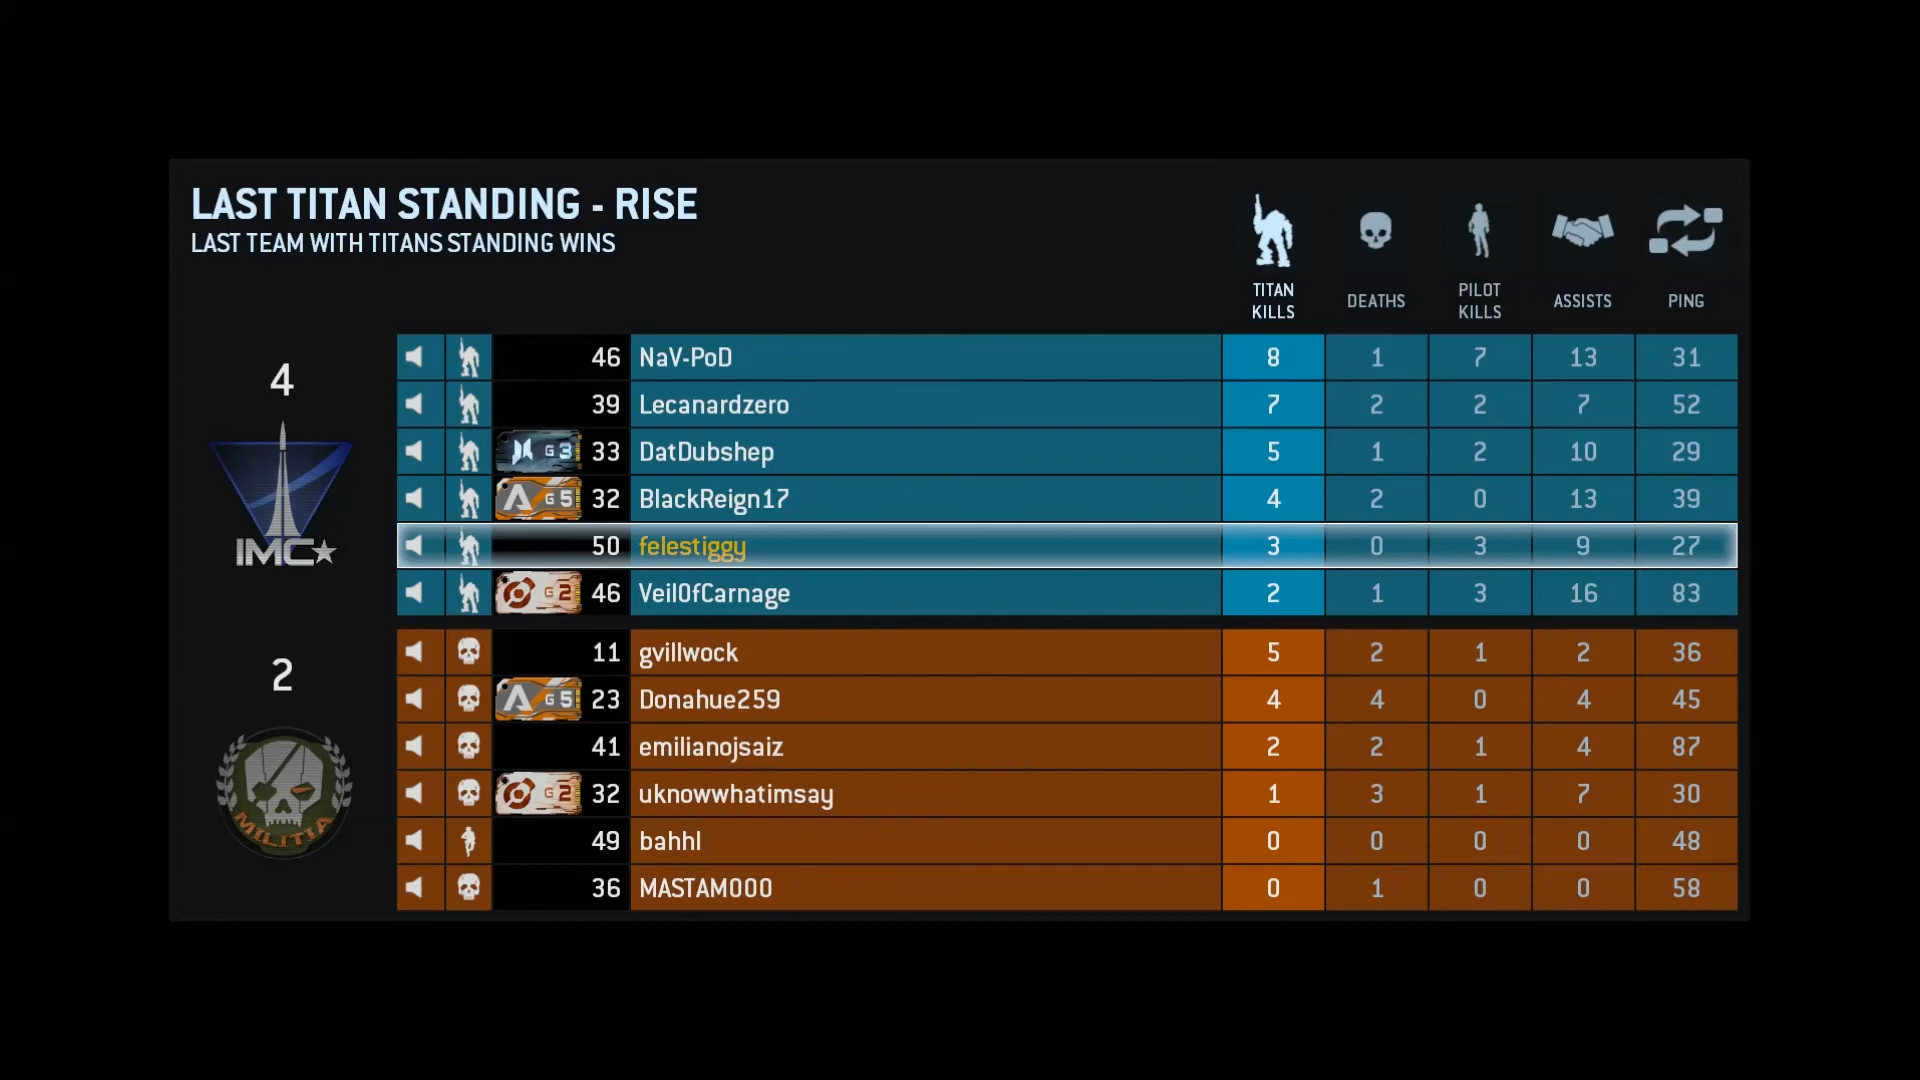 LAST TITAN STANDING - RISE
LAST TEAM WITH TITANS STANDING WINS
TITAN KILLS DEATHS PILOT KILLS ASSISTS PING
4
IMC
46 NaV-PoD 8 1 7 13 31
39 Lecanardzero 7 2 2 7 52
G3 33 DatDubshep 5 1 2 10 29
G5 32 BlackReign17 4 2 0 13 39
50 felestiggy 3 0 3 9 27
G2 46 VeilOfCarnage 2 1 3 16 83
2
MILITIA
11 gvillwock 5 2 1 2 36
G5 23 Donahue259 4 4 0 4 45
41 emilianojsaiz 2 2 1 4 87
G2 32 uknowwhatimsay 1 3 1 7 30
49 bahhl 0 0 0 0 48
36 MASTAM000 0 1 0 0 58